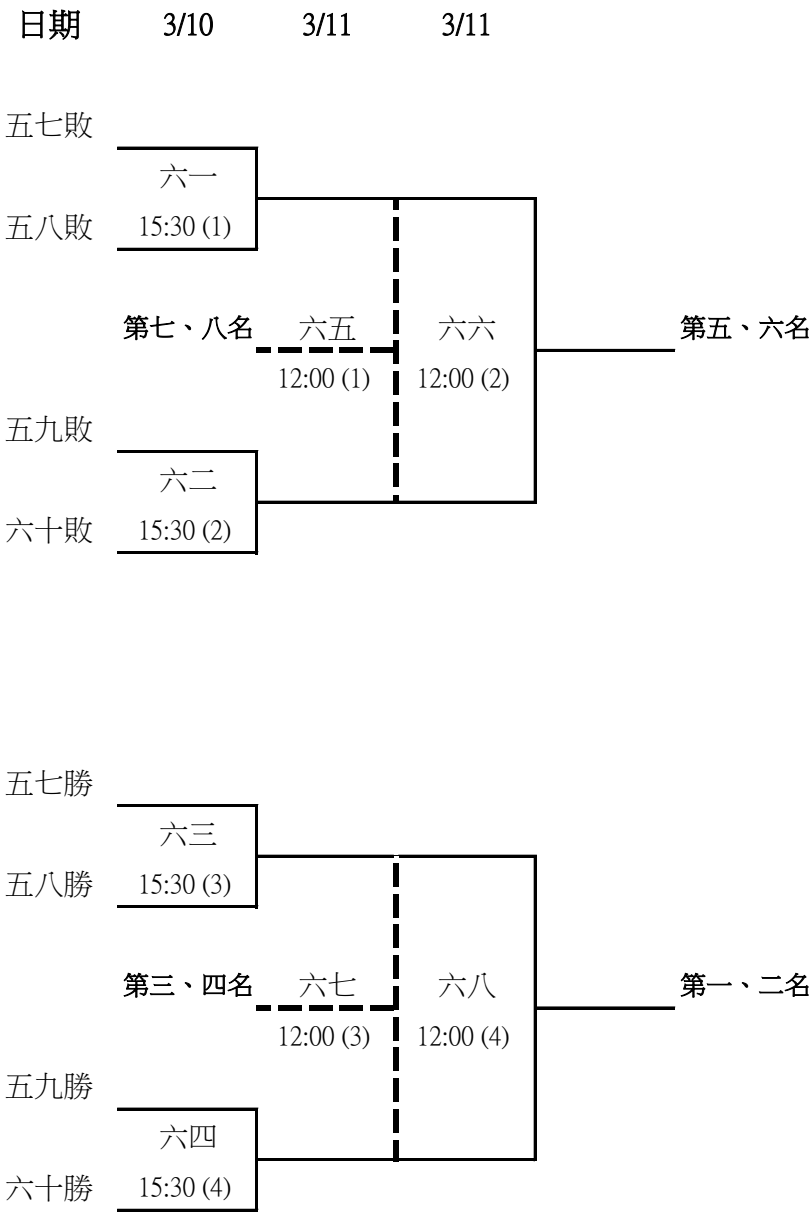 日期 3/10 3/11 3/11
五七敗
六一
五八敗 15:30 (1)
第七、八名 六五 六六 第五、六名
12:00 (1) 12:00 (2)
五九敗
六二
六十敗 15:30 (2)
五七勝
六三
五八勝 15:30 (3)
第三、四名 六七 六八 第一、二名
12:00 (3) 12:00 (4)
五九勝
六四
六十勝 15:30 (4)